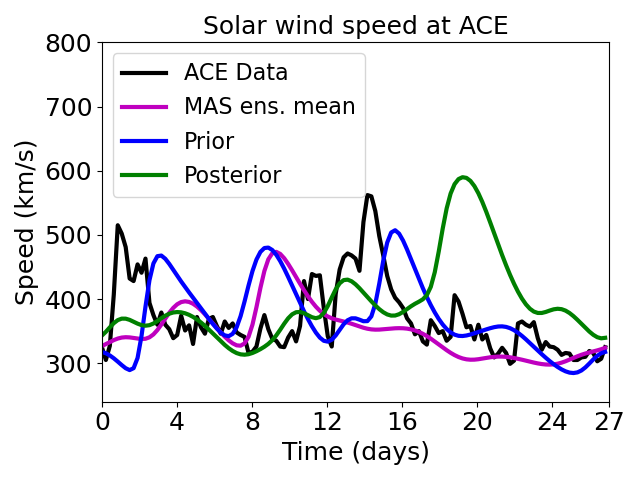 Solar wind speed at ACE
800
700
600
500
400
300
Speed (km/s)
ACE Data
MAS ens. mean
Prior
Posterior
0 4 8 12 16 20 24 27
Time (days)